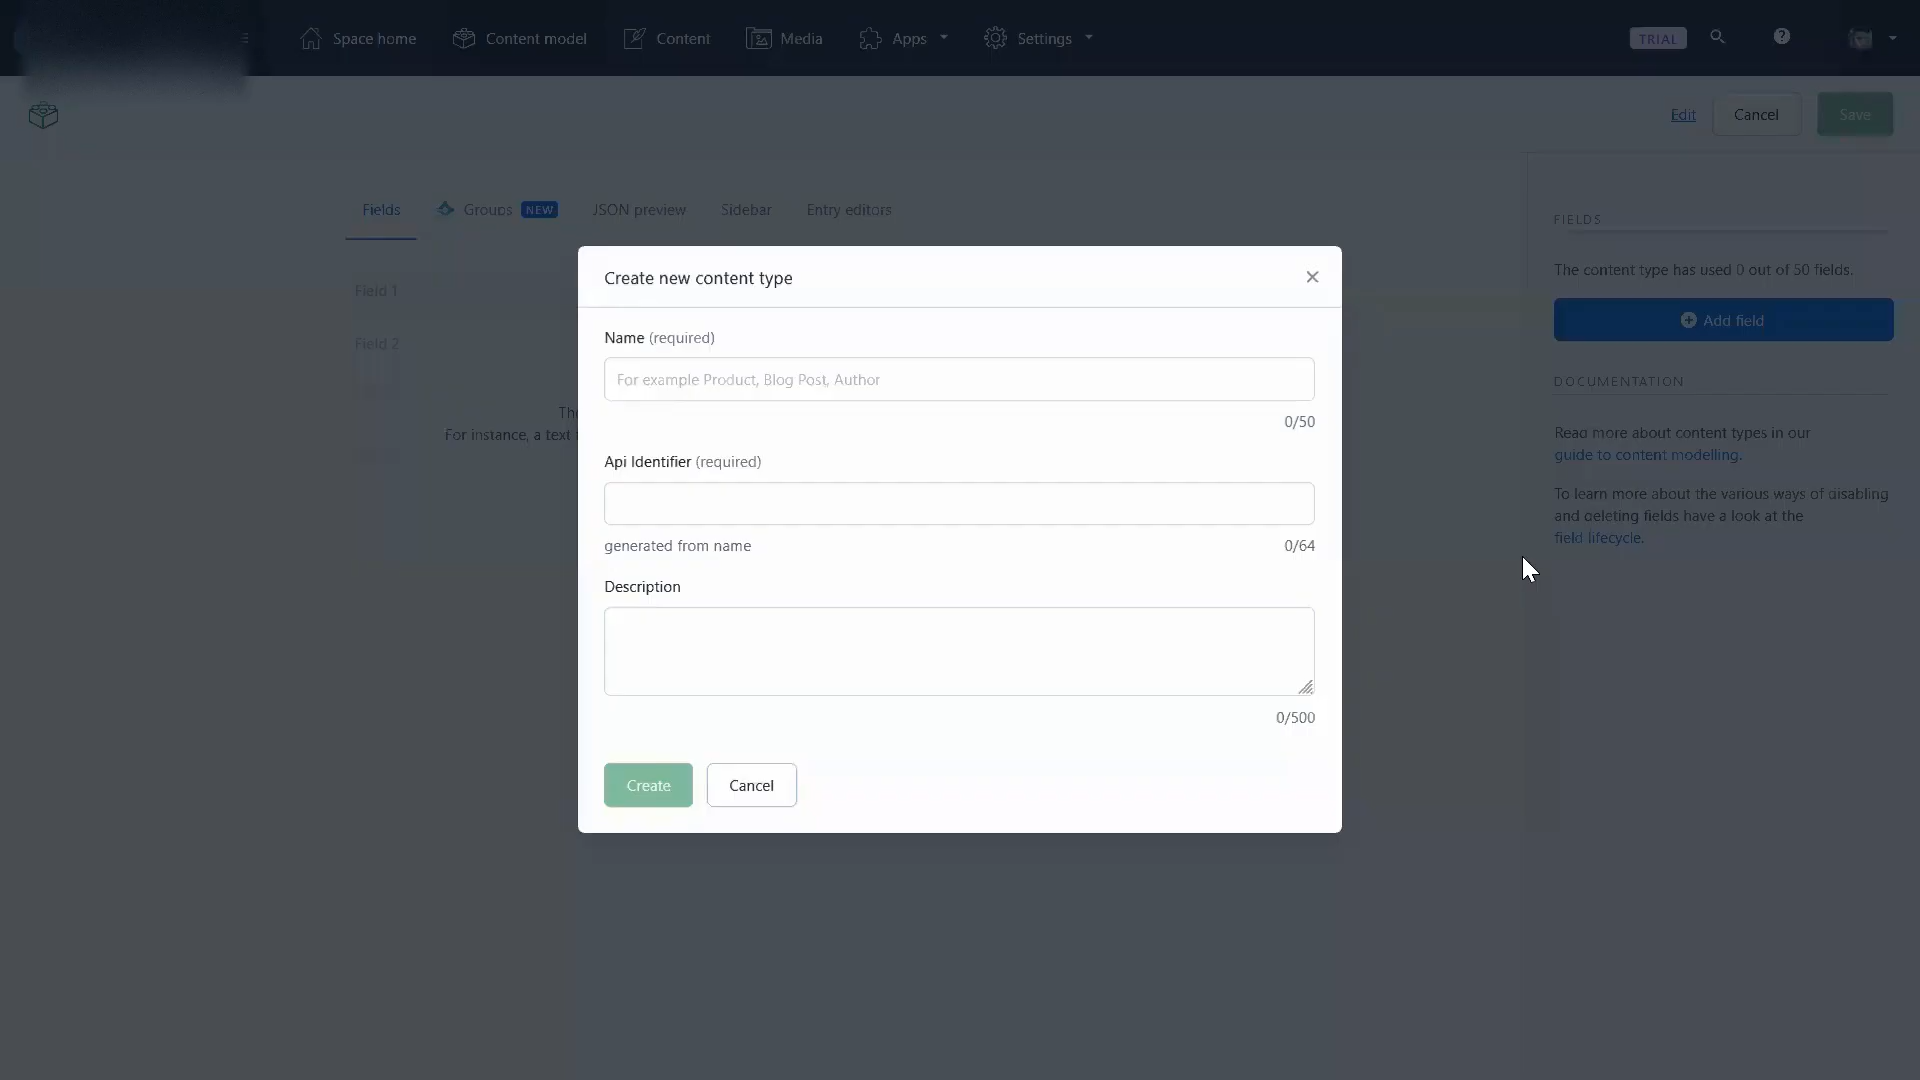 Space home
Content model
Content
Media
Apps
Settings
TRIAL
Edit
Cancel
Save
Fields
Groups NEW
JSON preview
Sidebar
Entry editors
Field 1
Field 2
For instance, a text
Create new content type
Name (required)
For example Product, Blog Post, Author
0/50
Api Identifier (required)
generated from name
0/64
Description
0/500
Create
Cancel
FIELDS
The content type has used 0 out of 50 fields.
Add field
DOCUMENTATION
Read more about content types in our
guide to content modelling.
To learn more about the various ways of disabling
and deleting fields have a look at the
field lifecycle.